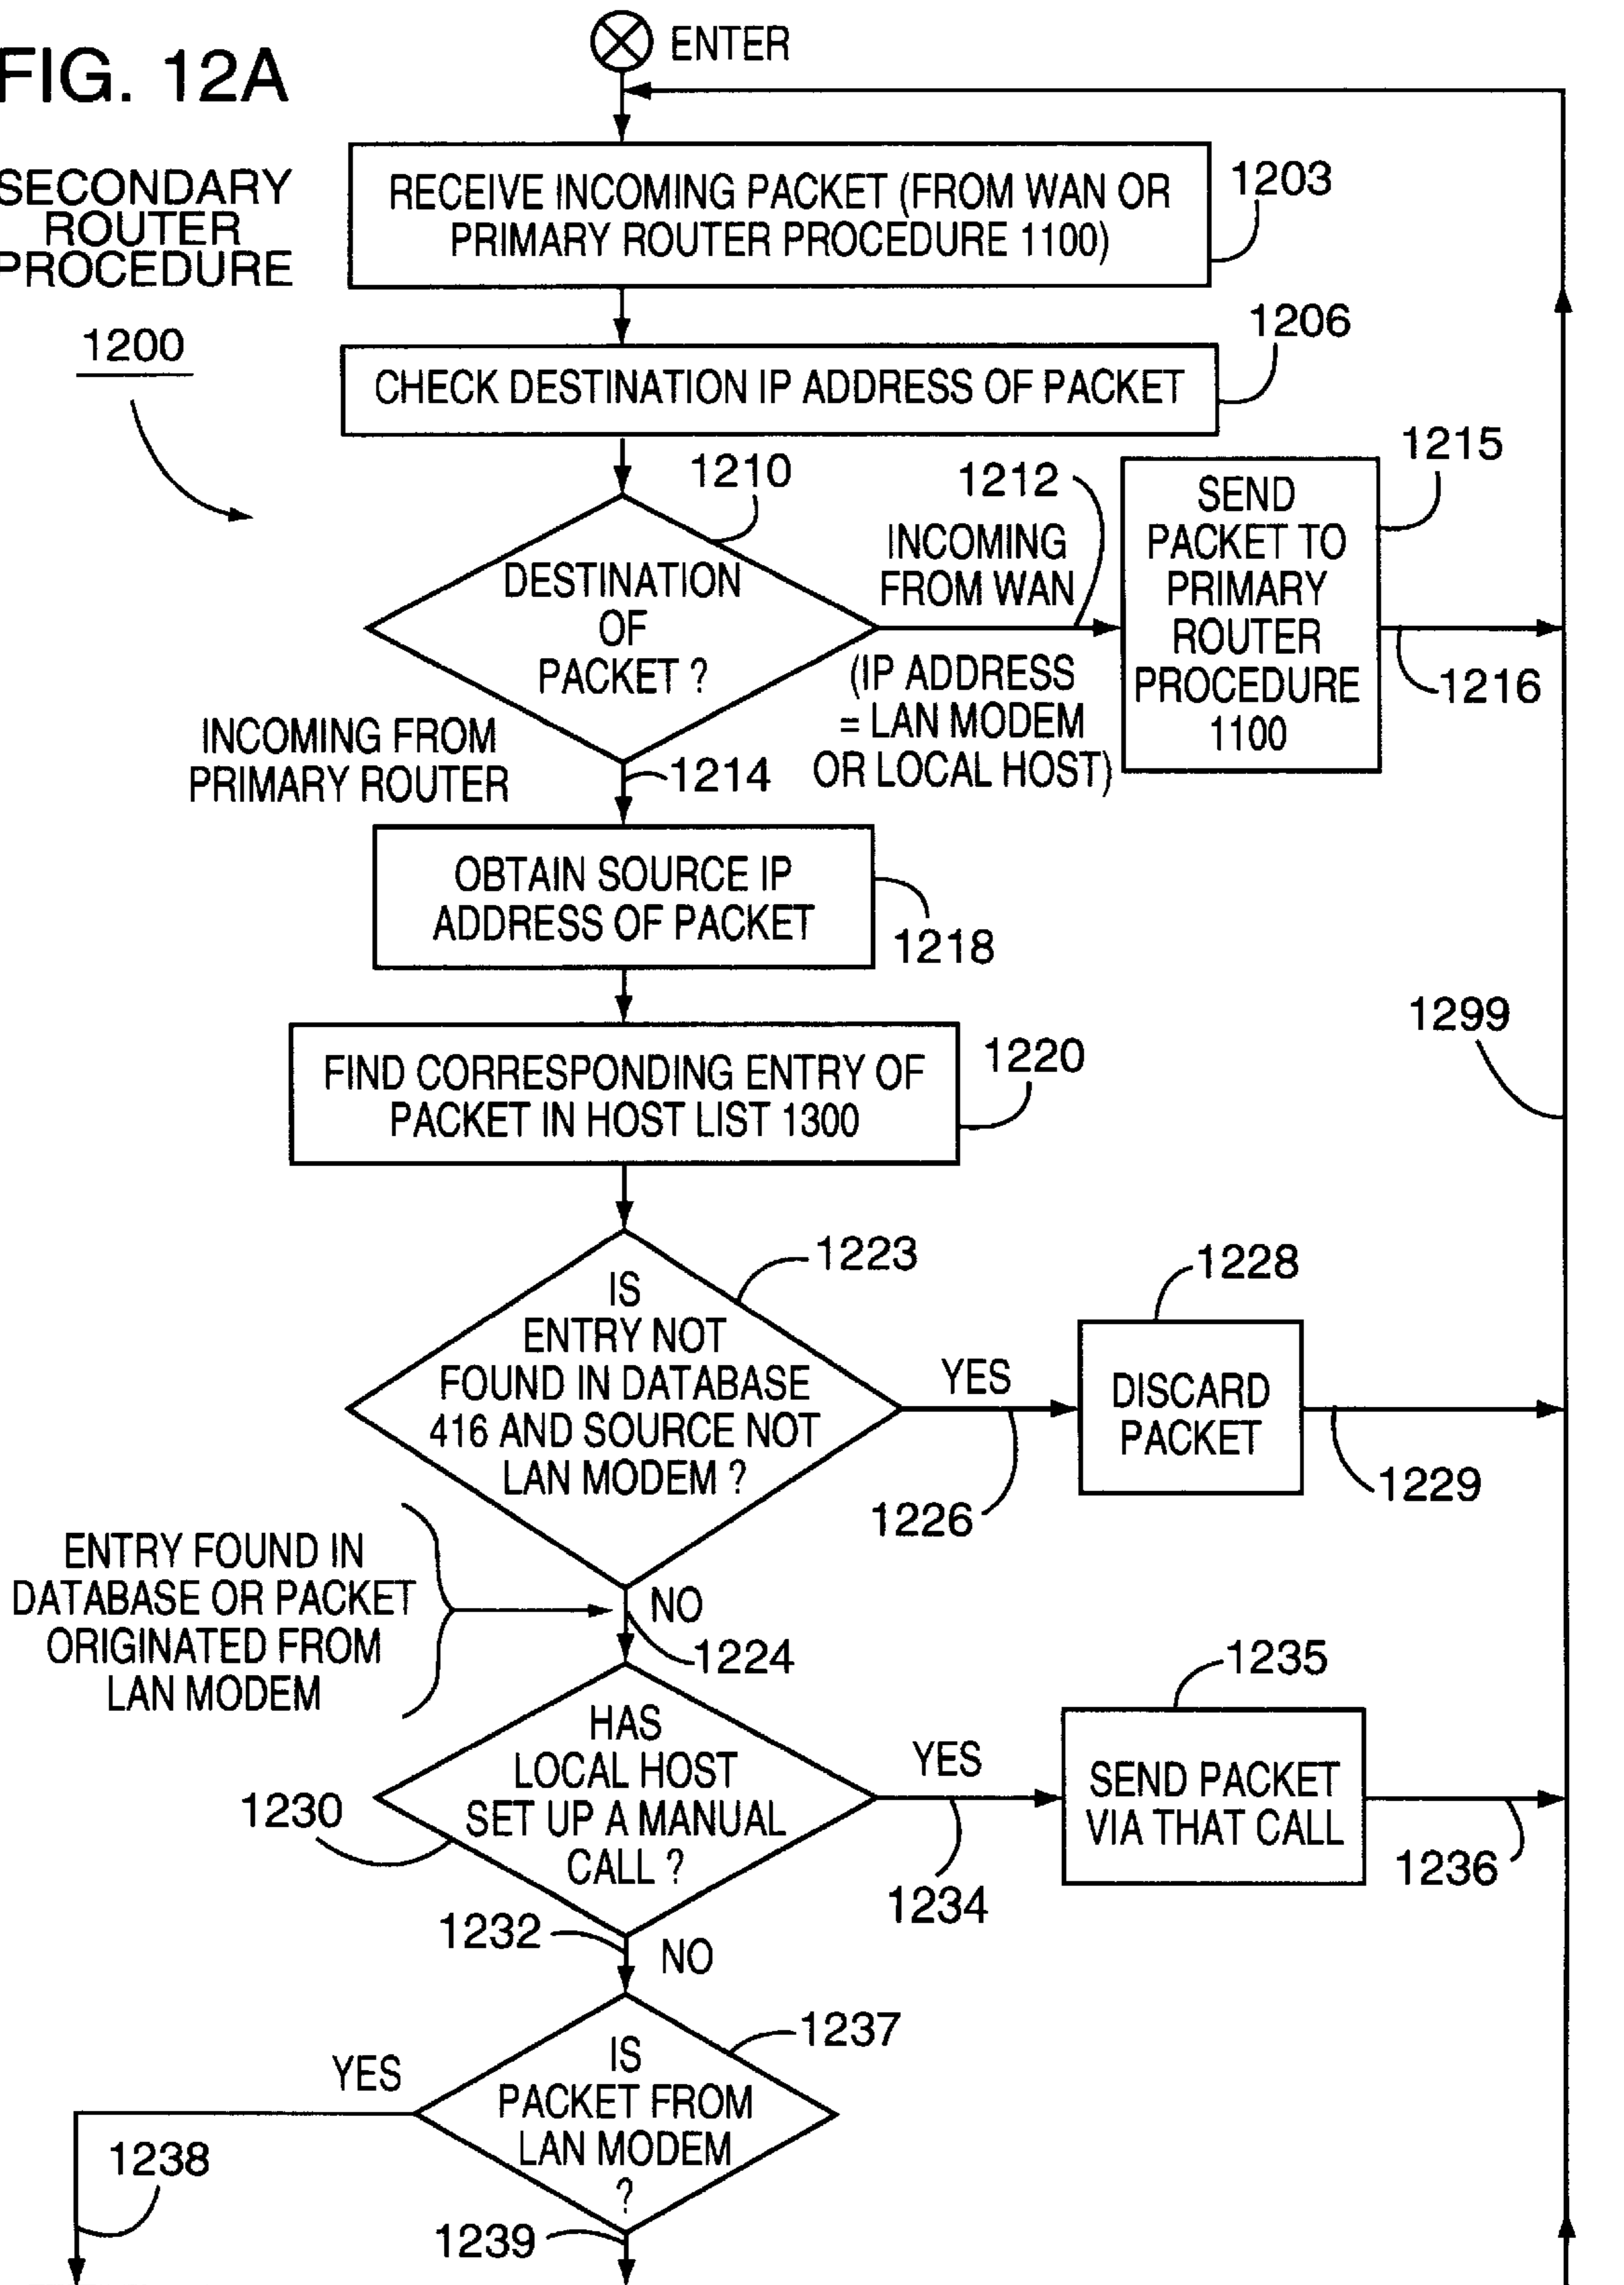 FIG. 12A
ENTER
SECONDARY
ROUTER
PROCEDURE
1200
RECEIVE INCOMING PACKET (FROM WAN OR
PRIMARY ROUTER PROCEDURE 1100)
1203
CHECK DESTINATION IP ADDRESS OF PACKET
1206
DESTINATION
OF
PACKET ?
1210
1212
INCOMING
FROM WAN
(IP ADDRESS
= LAN MODEM
OR LOCAL HOST)
SEND
PACKET TO
PRIMARY
ROUTER
PROCEDURE
1100
1215
1216
INCOMING FROM
PRIMARY ROUTER
1214
OBTAIN SOURCE IP
ADDRESS OF PACKET
1218
FIND CORRESPONDING ENTRY OF
PACKET IN HOST LIST 1300
1220
1299
IS
ENTRY NOT
FOUND IN DATABASE
416 AND SOURCE NOT
LAN MODEM ?
1223
YES
1226
DISCARD
PACKET
1228
1229
ENTRY FOUND IN
DATABASE OR PACKET
ORIGINATED FROM
LAN MODEM
NO
1224
HAS
LOCAL HOST
SET UP A MANUAL
CALL ?
1230
YES
1234
SEND PACKET
VIA THAT CALL
1235
1236
1232
NO
IS
PACKET FROM
LAN MODEM
?
1237
YES
1238
1239